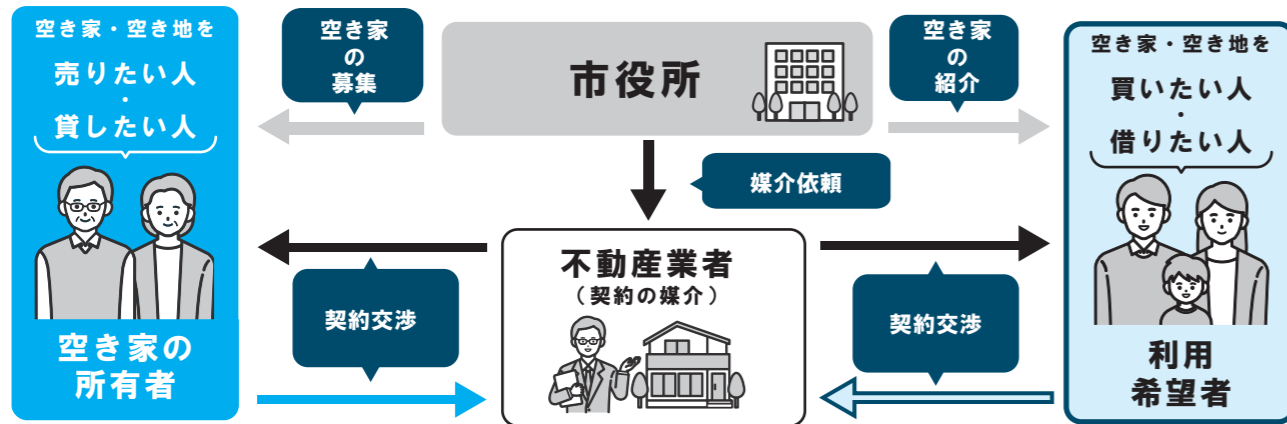 空き家・空き地を
売りたい人
・
貸したい人
空き家の
所有者
空き家
の
募集
市役所
空き家
の
紹介
媒介依頼
不動産業者
（契約の媒介）
契約交渉
契約交渉
空き家・空き地を
買いたい人
・
借りたい人
利用
希望者